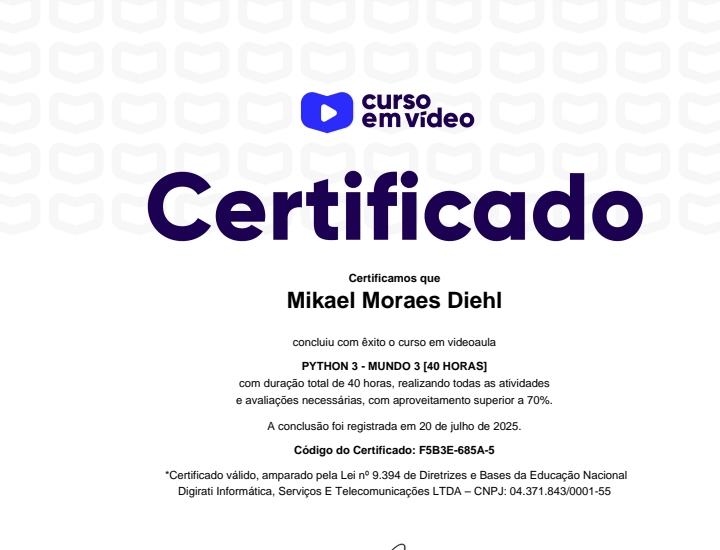 curso
em vídeo
Certificado
Certificamos que
Mikael Moraes Diehl
concluiu com êxito o curso em videoaula
PYTHON 3 - MUNDO 3 [40 HORAS]
com duração total de 40 horas, realizando todas as atividades
e avaliações necessárias, com aproveitamento superior a 70%.
A conclusão foi registrada em 20 de julho de 2025.
Código do Certificado: F5B3E-685A-5
*Certificado válido, amparado pela Lei nº 9.394 de Diretrizes e Bases da Educação Nacional
Digirati Informática, Serviços E Telecomunicações LTDA – CNPJ: 04.371.843/0001-55